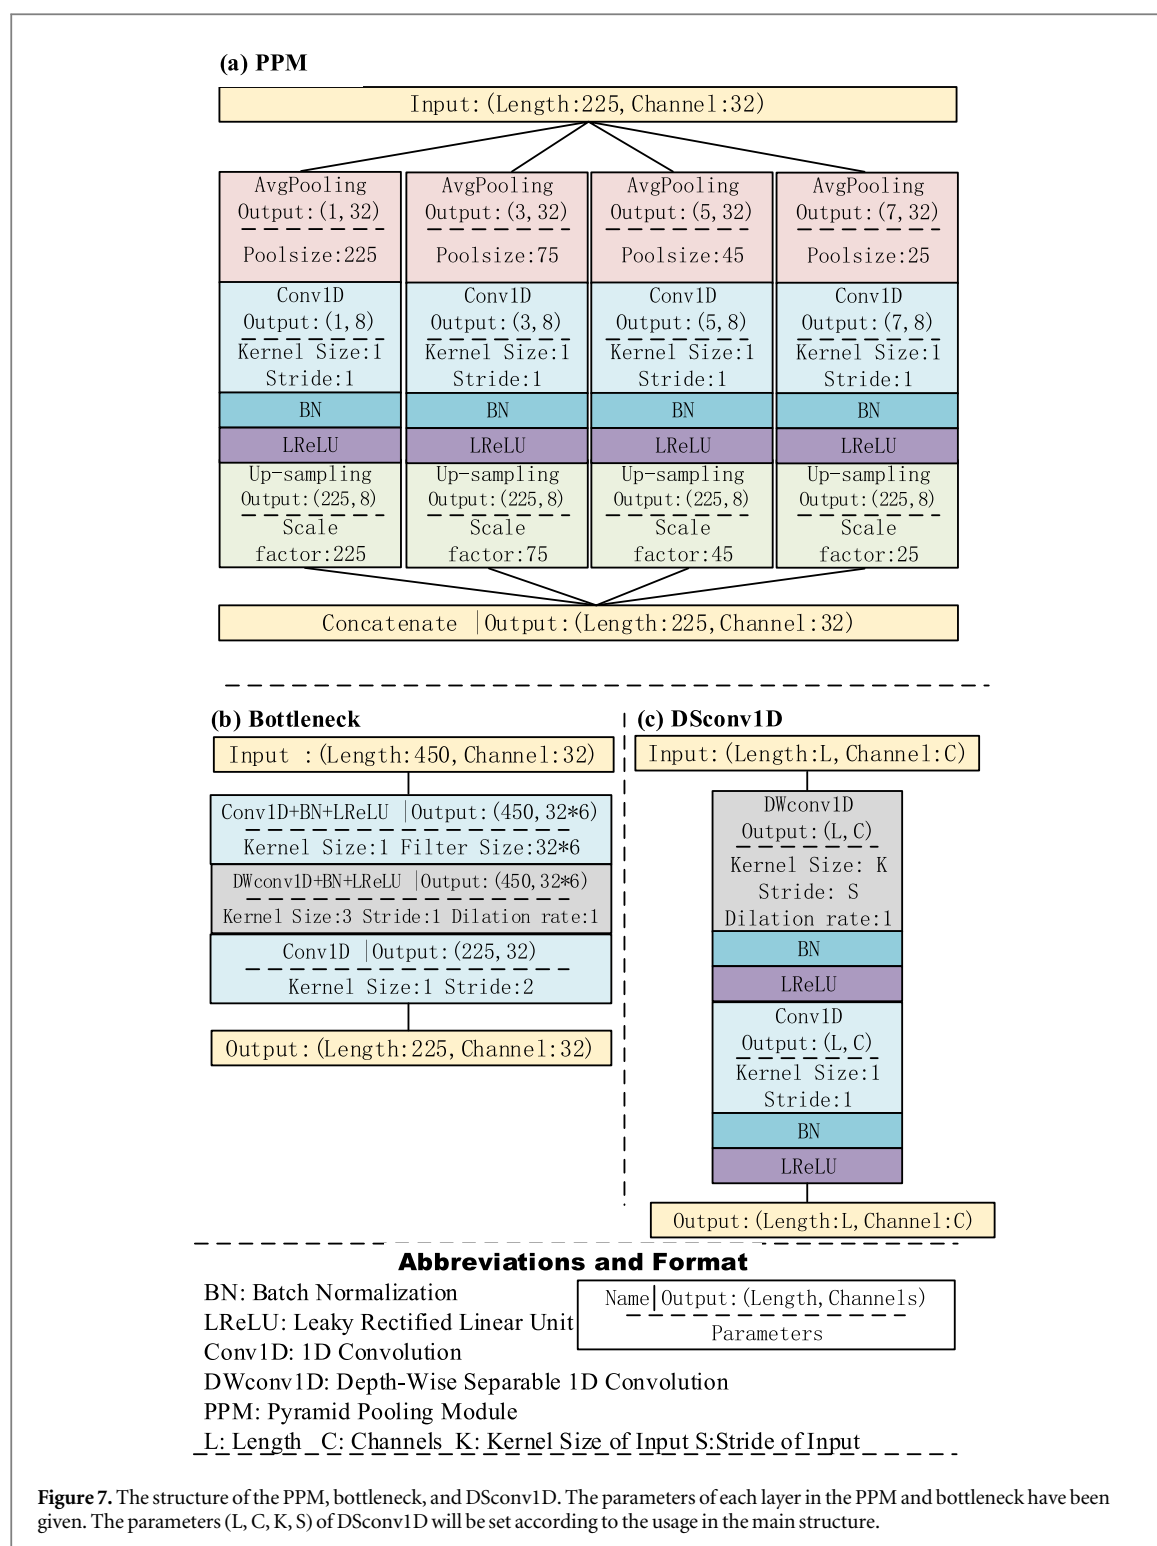 (a) PPM
Input:(Length:225,Channel:32)
AvgPooling
Output:(1,32)
Poolsize:225
Conv1D
Output:(1,8)
Kernel Size:1
Stride:1
BN
LReLU
Up-sampling
Output:(225,8)
Scale
factor:225
AvgPooling
Output:(3,32)
Poolsize:75
Conv1D
Output:(3,8)
Kernel Size:1
Stride:1
BN
LReLU
Up-sampling
Output:(225,8)
Scale
factor:75
AvgPooling
Output:(5,32)
Poolsize:45
Conv1D
Output:(5,8)
Kernel Size:1
Stride:1
BN
LReLU
Up-sampling
Output:(225,8)
Scale
factor:45
AvgPooling
Output:(7,32)
Poolsize:25
Conv1D
Output:(7,8)
Kernel Size:1
Stride:1
BN
LReLU
Up-sampling
Output:(225,8)
Scale
factor:25
Concatenate |Output:(Length:225,Channel:32)
(b) Bottleneck
Input :(Length:450,Channel:32)
Conv1D+BN+LReLU |Output:(450,32*6)
Kernel Size:1 Filter Size:32*6
DWconv1D+BN+LReLU |Output:(450,32*6)
Kernel Size:3 Stride:1 Dilation rate:1
Conv1D |Output:(225,32)
Kernel Size:1 Stride:2
Output:(Length:225,Channel:32)
(c) DSconv1D
Input:(Length:L,Channel:C)
DWconv1D
Output:(L,C)
Kernel Size: K
Stride: S
Dilation rate:1
BN
LReLU
Conv1D
Output:(L,C)
Kernel Size:1
Stride:1
BN
LReLU
Output:(Length:L,Channel:C)
Abbreviations and Format
BN: Batch Normalization
LReLU: Leaky Rectified Linear Unit
Conv1D: 1D Convolution
DWconv1D: Depth-Wise Separable 1D Convolution
PPM: Pyramid Pooling Module
L: Length C: Channels K: Kernel Size of Input S:Stride of Input
Name|Output:(Length,Channels)
Parameters
Figure 7. The structure of the PPM, bottleneck, and DSconv1D. The parameters of each layer in the PPM and bottleneck have been
given. The parameters (L, C, K, S) of DSconv1D will be set according to the usage in the main structure.